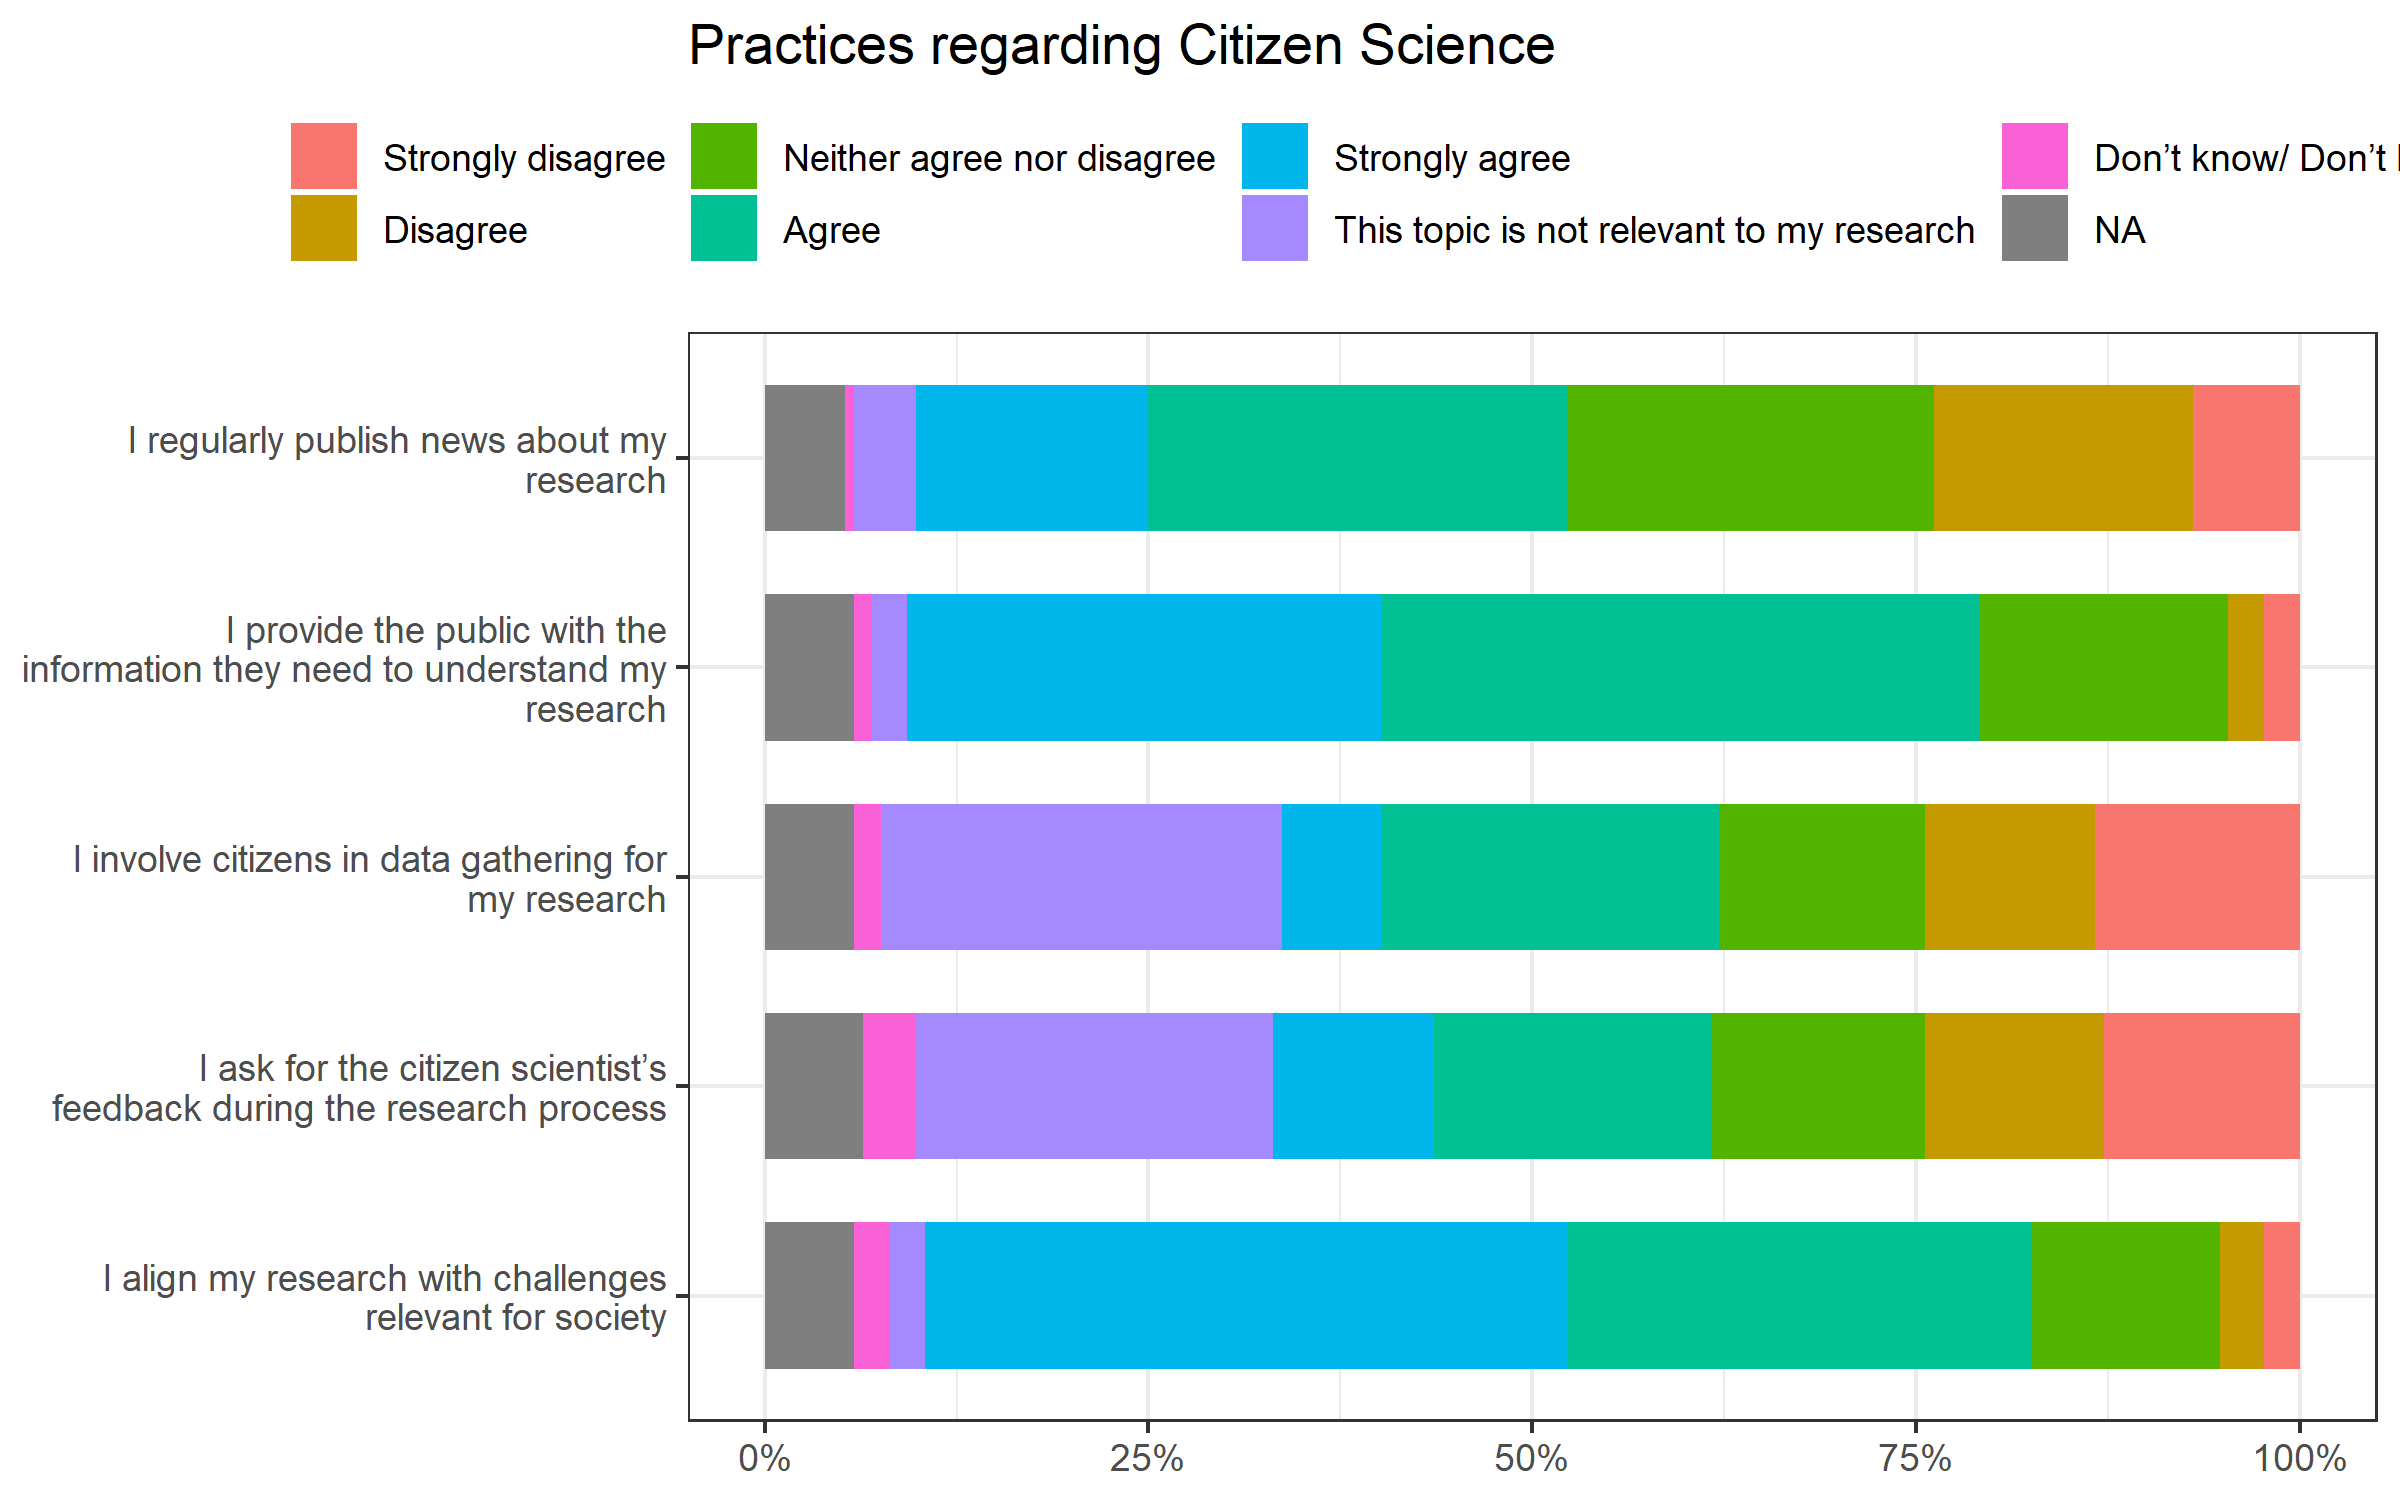 Practices regarding Citizen Science
Strongly disagree
Neither agree nor disagree
Strongly agree
Don’t know/ Don’t
Disagree
Agree
This topic is not relevant to my research
NA
I regularly publish news about my
research
I provide the public with the
information they need to understand my
research
I involve citizens in data gathering for
my research
I ask for the citizen scientist’s
feedback during the research process
I align my research with challenges
relevant for society
0%
25%
50%
75%
100%